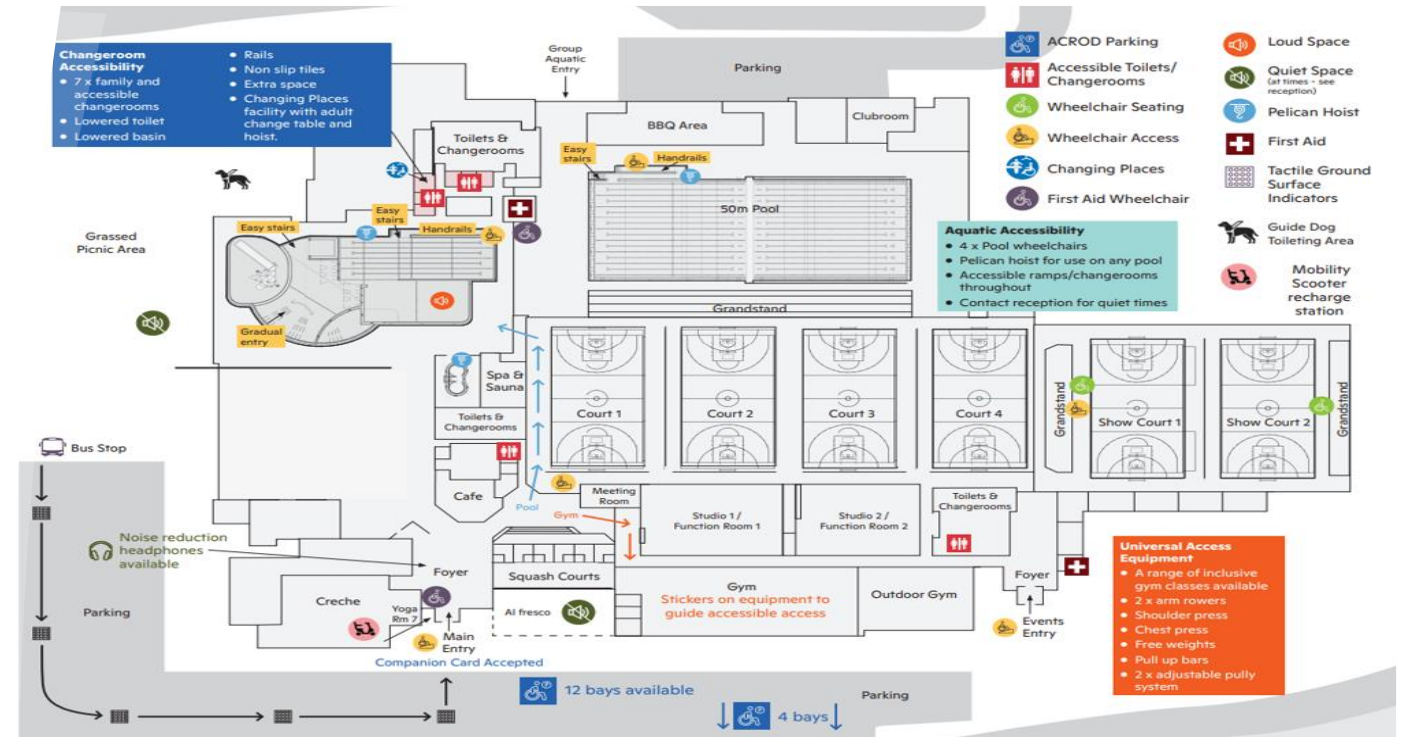 Changeroom
Accessibility
• 7 x family and
accessible
changerooms
• Lowered toilet
• Lowered basin
• Rails
• Non slip tiles
• Extra space
• Changing Places
facility with adult
change table and
hoist.
Group
Aquatic
Entry
Parking
ACROD Parking
Accessible Toilets/
Changerooms
Wheelchair Seating
Wheelchair Access
Changing Places
First Aid Wheelchair
Loud Space
Quiet Space
(at times - see
reception)
Pelican Hoist
First Aid
Tactile Ground
Surface
Indicators
Guide Dog
Toileting Area
Mobility
Scooter
recharge
station
Toilets &
Changerooms
BBQ Area
Clubroom
Easy
stairs
Handrails
50m Pool
Grassed
Picnic Area
Easy stairs
Easy
stairs
Handrails
Gradual
entry
Aquatic Accessibility
• 4 x Pool wheelchairs
• Pelican hoist for use on any pool
• Accessible ramps/changerooms
throughout
• Contact reception for quiet times
Grandstand
Spa &
Sauna
Toilets &
Changerooms
Court 1
Court 2
Court 3
Court 4
Grandstand
Show Court 1
Show Court 2
Grandstand
Bus Stop
Cafe
Pool
Gym
Meeting
Room
Studio 1 /
Function Room 1
Studio 2 /
Function Room 2
Toilets &
Changerooms
Noise reduction
headphones
available
Foyer
Squash Courts
Gym
Stickers on equipment to
guide accessible access
Outdoor Gym
Foyer
Creche
Yoga
Rm 7
Al fresco
Parking
Main
Entry
Companion Card Accepted
Events
Entry
Universal Access
Equipment
• A range of inclusive
gym classes available
• 2 x arm rowers
• Shoulder press
• Chest press
• Free weights
• Pull up bars
• 2 x adjustable pully
system
12 bays available
4 bays
Parking